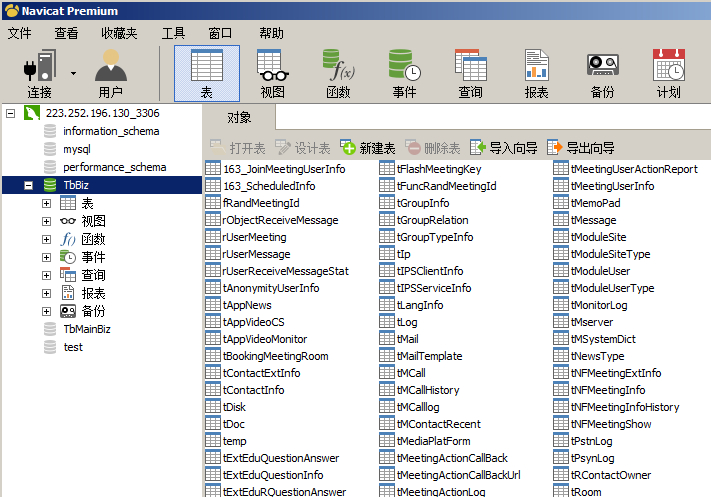 Navicat Premium
文件 查看 收藏夹 工具 窗口 帮助
连接 用户 表 视图 函数 事件 查询 报表 备份 计划
223.252.196.130_3306
information_schema
mysql
performance_schema
TbBiz
表
视图
函数
事件
查询
报表
备份
TbMainBiz
test
对象
打开表 设计表 新建表 删除表 导入向导 导出向导
163_JoinMeetingUserInfo
163_ScheduledInfo
fRandMeetingId
rObjectReceiveMessage
rUserMeeting
rUserMessage
rUserReceiveMessageStat
tAnonymityUserInfo
tAppNews
tAppVideoCS
tAppVideoMonitor
tBookingMeetingRoom
tContactExtInfo
tContactInfo
tDisk
tDoc
temp
tExtEduQuestionAnswer
tExtEduQuestionInfo
tExtEduRQuestionAnswer
tFlashMeetingKey
tFuncRandMeetingId
tGroupInfo
tGroupRelation
tGroupTypeInfo
tIp
tIPSClientInfo
tIPSServiceInfo
tLangInfo
tLog
tMail
tMailTemplate
tMCall
tMCallHistory
tMCalllog
tMContactRecent
tMediaPlatForm
tMeetingActionCallBack
tMeetingActionCallBackUrl
tMeetingActionLog
tMeetingUserActionReport
tMeetingUserInfo
tMemoPad
tMessage
tModuleSite
tModuleSiteType
tModuleUser
tModuleUserType
tMonitorLog
tMserver
tMSystemDict
tNewsType
tNFMeetingExtInfo
tNFMeetingInfo
tNFMeetingInfoHistory
tNFMeetingShow
tPstnLog
tPsynLog
tRContactOwner
tRoom